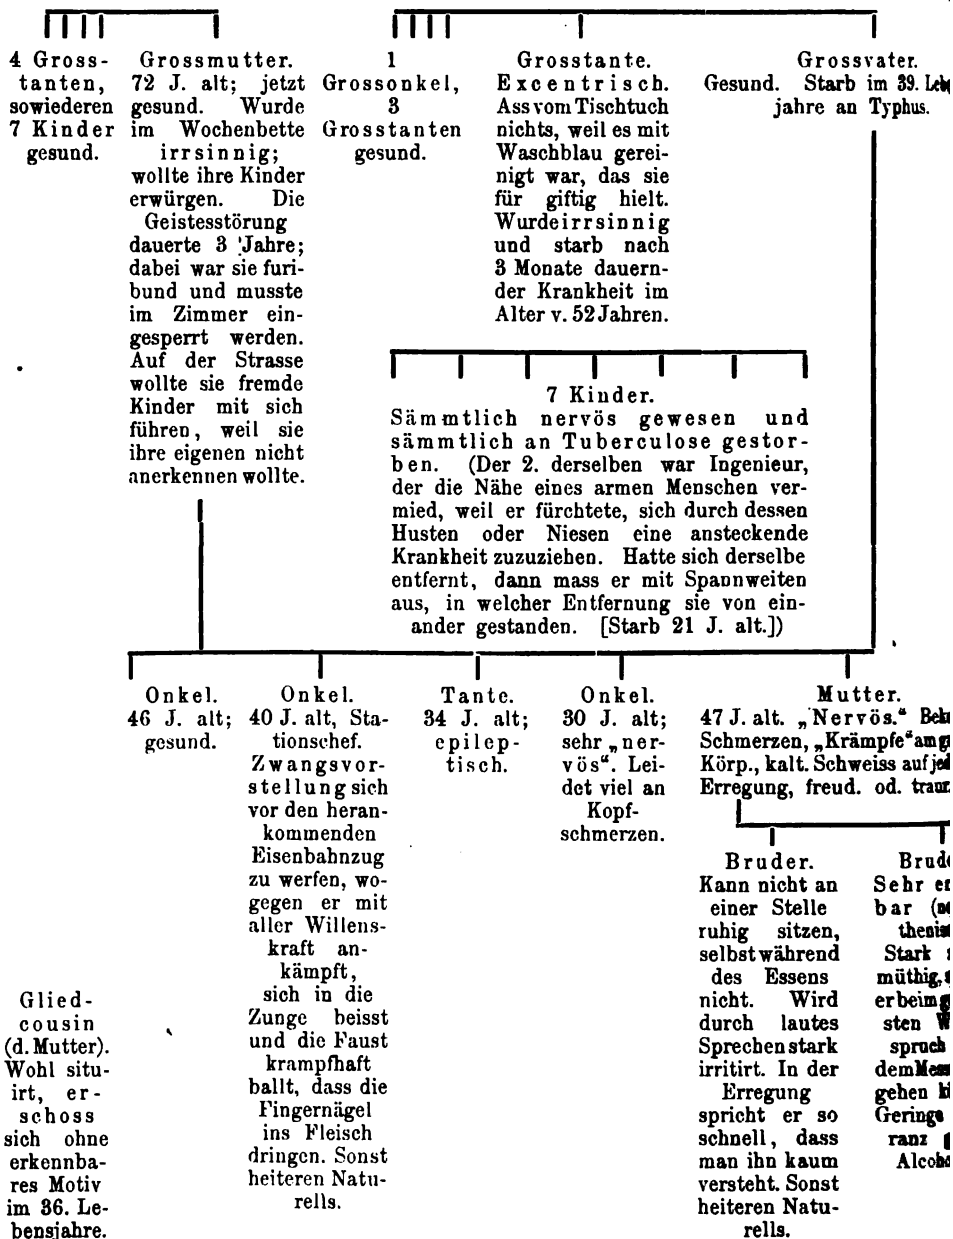 4 Gross-
tanten,
sowie deren
7 Kinder
gesund.
Grossmutter.
72 J. alt; jetzt
gesund. Wurde
im Wochenbette
irrsinnig;
wollte ihre Kinder
erwürgen. Die
Geistesstörung
dauerte 3 Jahre;
dabei war sie furi-
bund und musste
im Zimmer ein-
gesperrt werden.
Auf der Strasse
wollte sie fremde
Kinder mit sich
führen, weil sie
ihre eigenen nicht
anerkennen wollte.
1
Grossonkel,
3
Grosstanten
gesund.
Grosstante.
Excentrisch.
Ass vom Tischtuch
nichts, weil es mit
Waschblau gerei-
nigt war, das sie
für giftig hielt.
Wurde irrsinnig
und starb nach
3 Monate dauern-
der Krankheit im
Alter v. 52 Jahren.
Grossvater.
Gesund. Starb im 39.
jahre an Typhus.
7 Kinder.
Sämmtlich nervös gewesen und
sämmtlich an Tuberculose gestor-
ben. (Der 2. derselben war Ingenieur,
der die Nähe eines armen Menschen ver-
mied, weil er fürchtete, sich durch dessen
Husten oder Niesen eine ansteckende
Krankheit zuzuziehen. Hatte sich derselbe
entfernt, dann mass er mit Spannweiten
aus, in welcher Entfernung sie von ein-
ander gestanden. [Starb 21 J. alt.])
Onkel.
46 J. alt;
gesund.
Onkel.
40 J. alt, Sta-
tionschef.
Zwangsvor-
stellung sich
vor den heran-
kommenden
Eisenbahnzug
zu werfen, wo-
gegen er mit
aller Willens-
kraft an-
kämpft,
sich in die
Zunge beisst
und die Faust
krampfhaft
ballt, dass die
Fingernägel
ins Fleisch
dringen. Sonst
heiteren Natu-
rells.
Tante.
34 J. alt;
epilep-
tisch.
Onkel.
30 J. alt;
sehr „ner-
vös“. Lei-
det viel an
Kopf-
schmerzen.
Mutter.
47 J. alt. „Nervös.“
Schmerzen, „Krämpfe“ am
Körp., kalt. Schweiss auf
Erregung, freud. od.
Bruder.
Kann nicht an
einer Stelle
ruhig sitzen,
selbst während
des Essens
nicht. Wird
durch lautes
Sprechen stark
irritirt. In der
Erregung
spricht er so
schnell, dass
man ihn kaum
versteht. Sonst
heiteren Natu-
rells.
Sehr
bar
Stark
müthig,
er beim
sten
spruch
dem
gehen
Geringe
ranz
Glied-
cousin
(d. Mutter).
Wohl situ-
irt, er-
schoss
sich ohne
erkennba-
res Motiv
im 36. Le-
bensjahre.